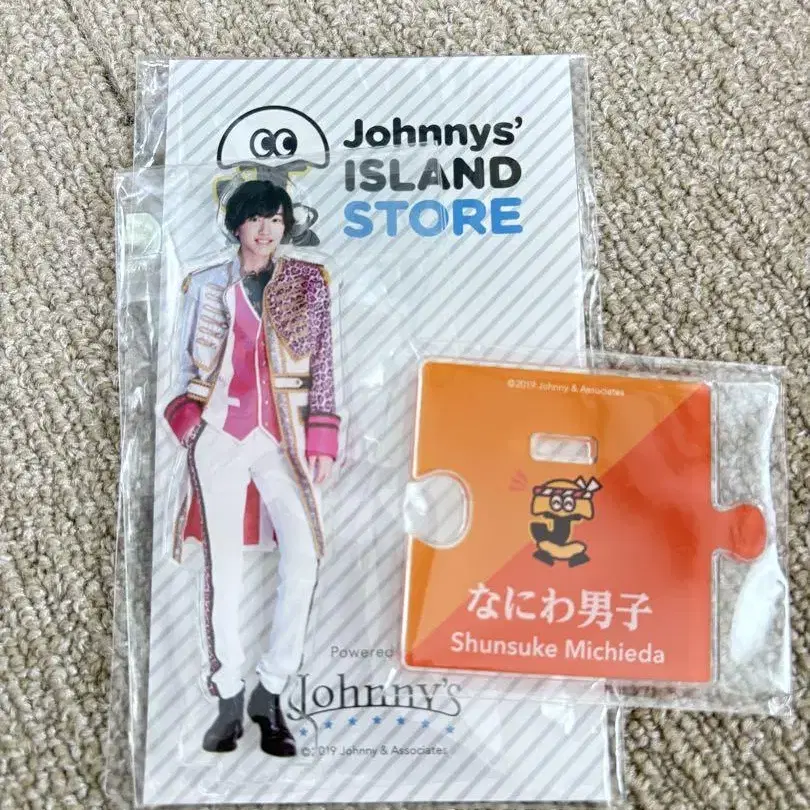 Johnnys'
ISLAND
STORE
©2019 Johnny & Associates
なにわ男子
Shunsuke Michieda
Powered
Johnny's
©2019 Johnny & Associates